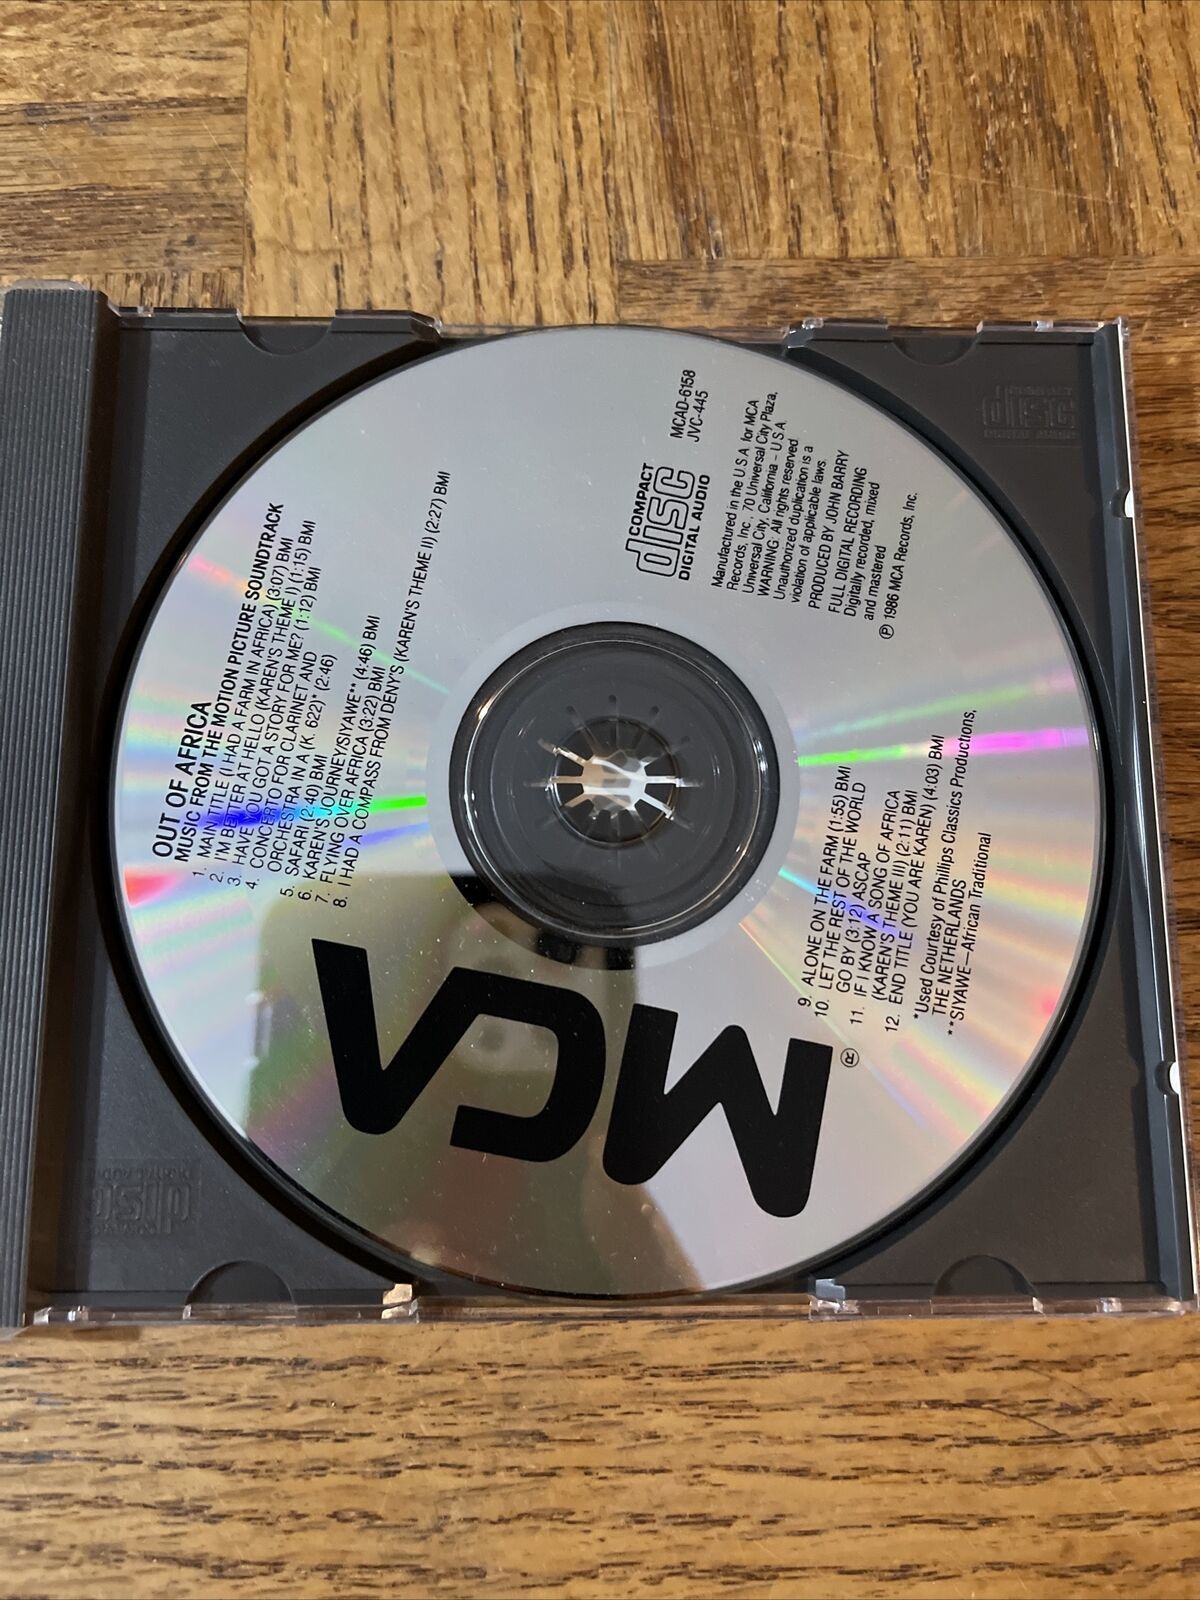 OUT OF AFRICA
MUSIC FROM THE MOTION PICTURE SOUNDTRACK
1. MAIN TITLE (I HAD A FARM IN AFRICA) (3:07) BMI
2. I'M BETTER AT HELLO (KAREN'S THEME I) (1:15) BMI
3. HAVE YOU GOT A STORY FOR ME? (1:12) BMI
4. CONCERTO FOR CLARINET AND
ORCHESTRA IN A (K. 622)* (2:46)
5. SAFARI (2:40) BMI
6. KAREN'S JOURNEY/SIYAWE** (4:46) BMI
7. FLYING OVER AFRICA (3:22) BMI
8. I HAD A COMPASS FROM DENY'S (KAREN'S THEME II) (2:27) BMI
COMPACT
disc
DIGITAL AUDIO
MCAD-6158
JVC-445
Manufactured in the U.S.A. for MCA
Records, Inc., 70 Universal City Plaza,
Universal City, California - U.S.A.
WARNING: All rights reserved
Unauthorized duplication is a
violation of applicable laws.
PRODUCED BY JOHN BARRY
FULL DIGITAL RECORDING
Digitally recorded, mixed
and mastered
℗ 1986 MCA Records, Inc.
9. ALONE ON THE FARM (1:55) BMI
10. LET THE REST OF THE WORLD
GO BY (3:12) ASCAP
11. IF I KNOW A SONG OF AFRICA
(KAREN'S THEME III) (2:11) BMI
12. END TITLE (YOU ARE KAREN) (4:03) BMI
*Used Courtesy of Phillips Classics Productions,
THE NETHERLANDS
**SIYAWE—African Traditional
MCA ®
disc
disc
DIGITAL AUDIO